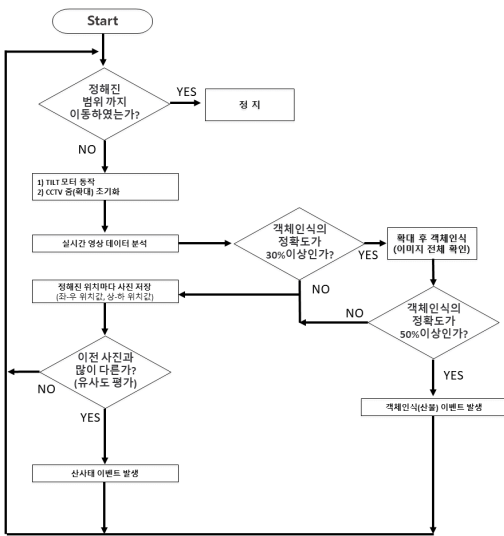 Start
정해진
범위 까지
이동하였는가?
YES
정 지
NO
1) TILT 모터 동작
2) CCTV 줌(확대) 초기화
실시간 영상 데이터 분석
객체인식의
정확도가
30%이상인가?
YES
확대 후 객체인식
(이미지 전체 확인)
NO
정해진 위치마다 사진 저장
(좌-우 위치값, 상-하 위치값)
객체인식의
정확도가
50%이상인가?
NO
YES
이전 사진과
많이 다른가?
(유사도 평가)
NO
YES
객체인식(산불) 이벤트 발생
산사태 이벤트 발생